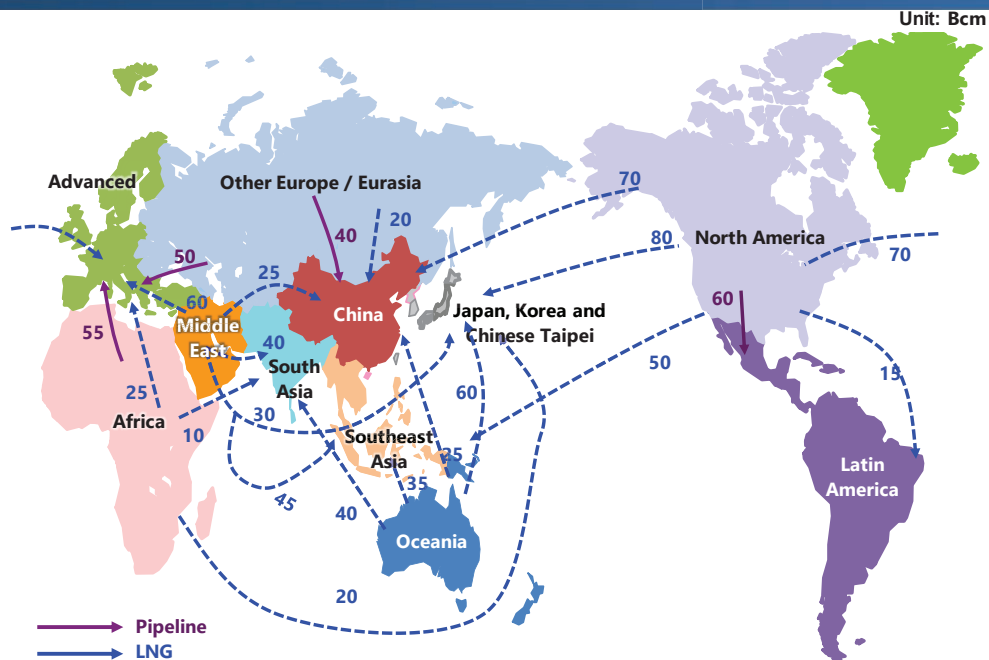 Unit: Bcm
Advanced
Other Europe / Eurasia
70
20
40
80
North America
70
50
25
60
60
China
Japan, Korea and
Chinese Taipei
Middle
East
55
40
South
Asia
50
15
25
60
Africa
10
30
Southeast
Asia
25
35
45
40
Latin
America
Oceania
20
Pipeline
LNG